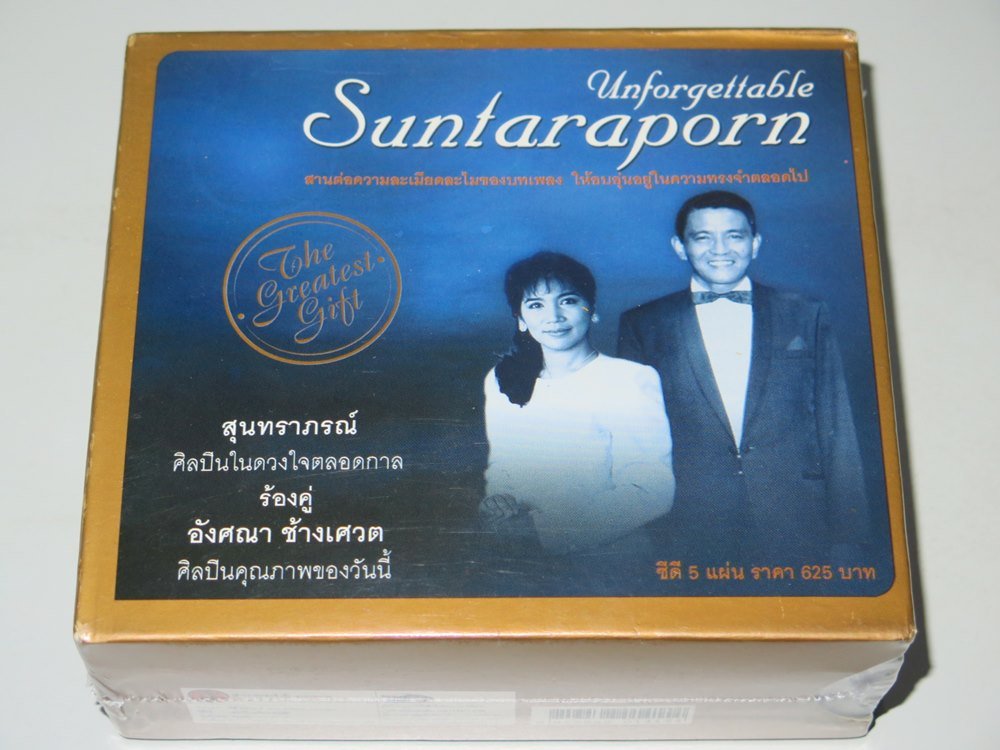 Unforgettable
Suntaraporn
สานต่อความละเมียดละไมของบทเพลง ให้อบอุ่นอยู่ในความทรงจำตลอดไป
The
Greatest
Gift
สุนทราภรณ์
ศิลปินในดวงใจตลอดกาล
ร้องคู่
อังศณา ช้างเศวต
ศิลปินคุณภาพของวันนี้
ซีดี 5 แผ่น ราคา 625 บาท